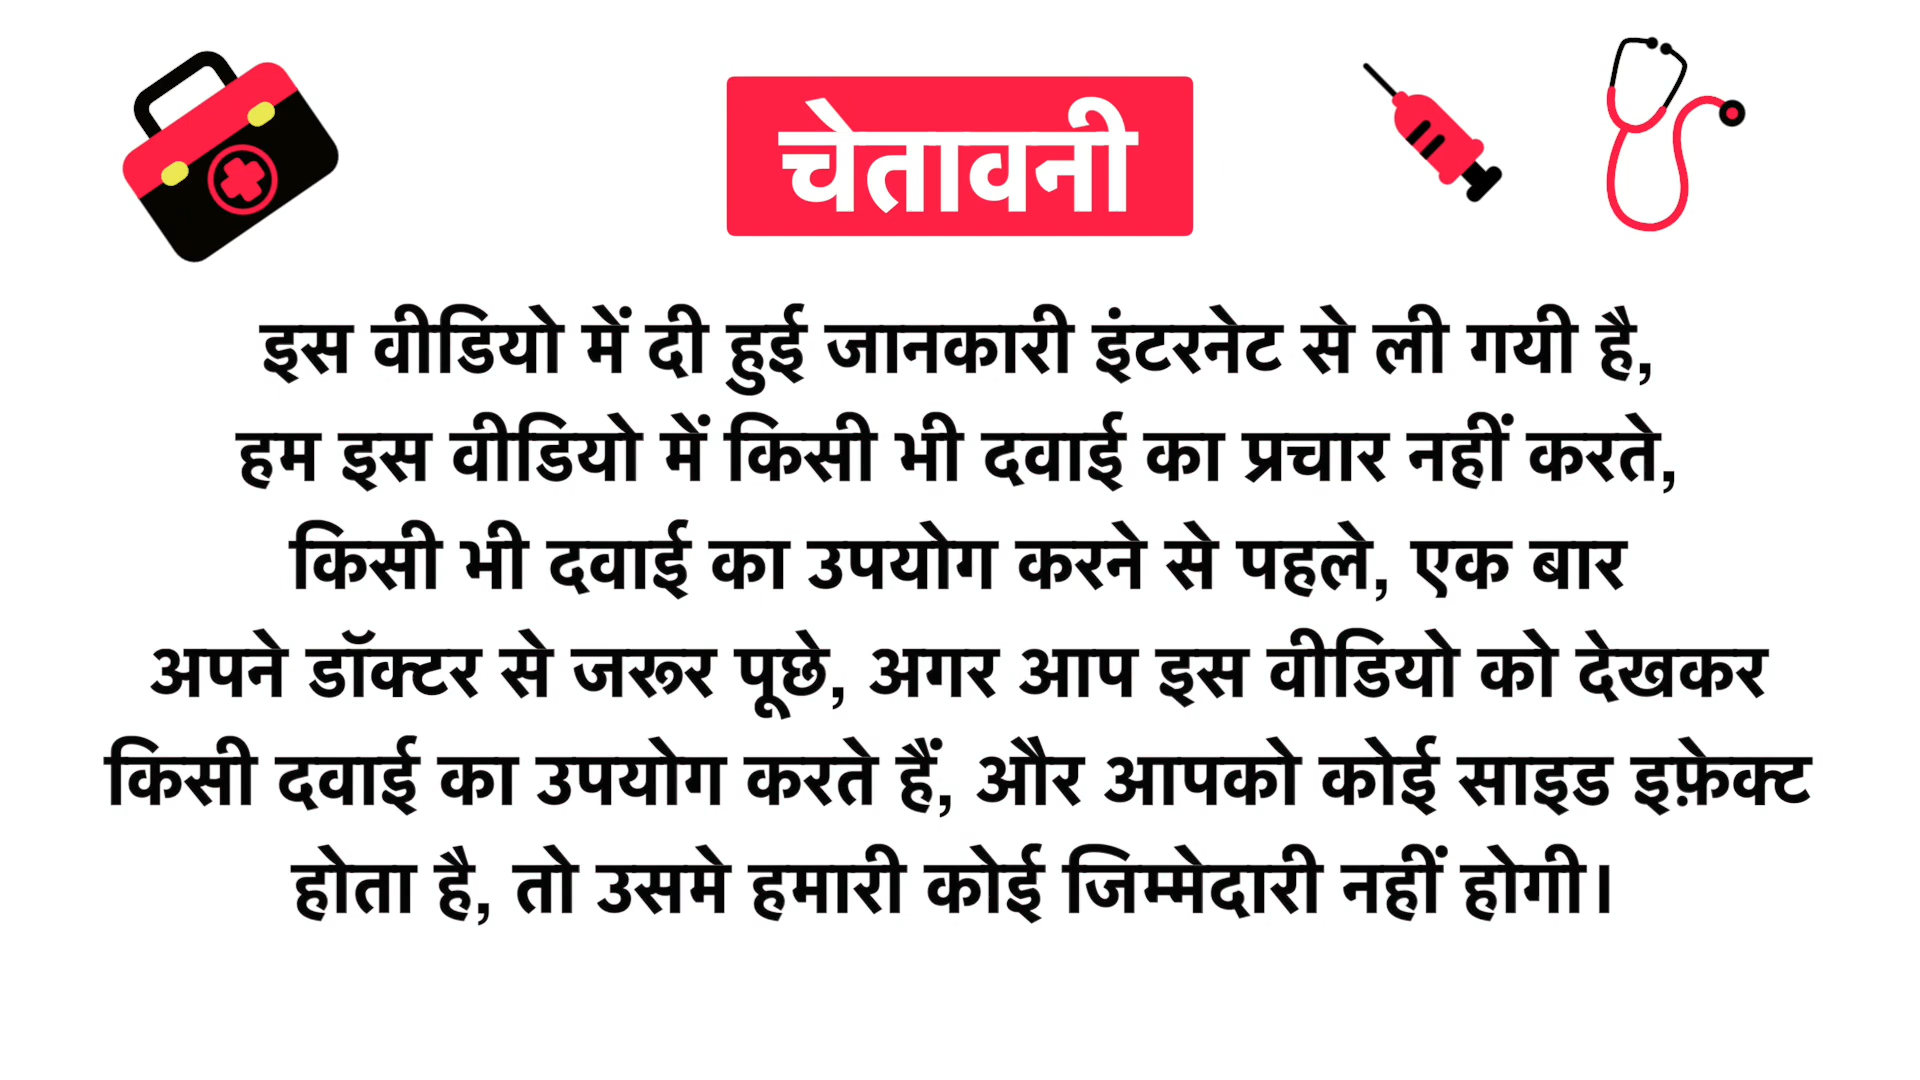 चेतावनी
इस वीडियो में दी हुई जानकारी इंटरनेट से ली गयी है,
हम इस वीडियो में किसी भी दवाई का प्रचार नहीं करते,
किसी भी दवाई का उपयोग करने से पहले, एक बार
अपने डॉक्टर से जरूर पूछे, अगर आप इस वीडियो को देखकर
किसी दवाई का उपयोग करते हैं, और आपको कोई साइड इफ़ेक्ट
होता है, तो उसमे हमारी कोई जिम्मेदारी नहीं होगी।